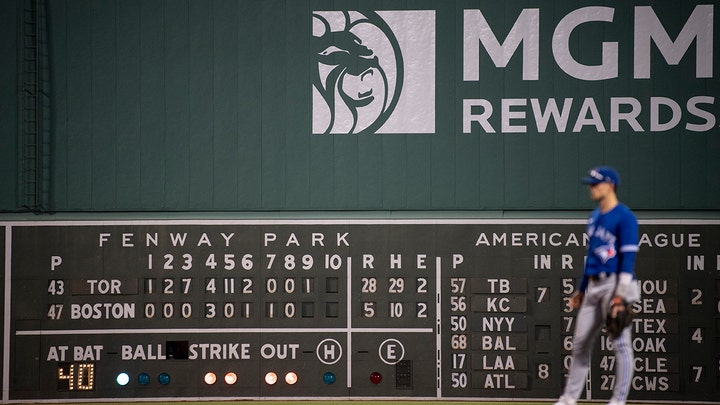 MGM
REWARDS
FENWAY PARK AMERICAN LEAGUE
P 1 2 3 4 5 6 7 8 9 10 R H E P IN R IN
43 TOR 1 2 7 4 11 2 0 0 1 28 29 2 57 TB 7 5 HOU 2
47 BOSTON 0 0 0 3 0 1 1 0 5 10 2 56 KC SEA
50 NYY TEX 4
68 BAL OAK
AT BAT BALL STRIKE OUT H E 17 LAA 8 CLE 7
40 50 ATL 27 CWS